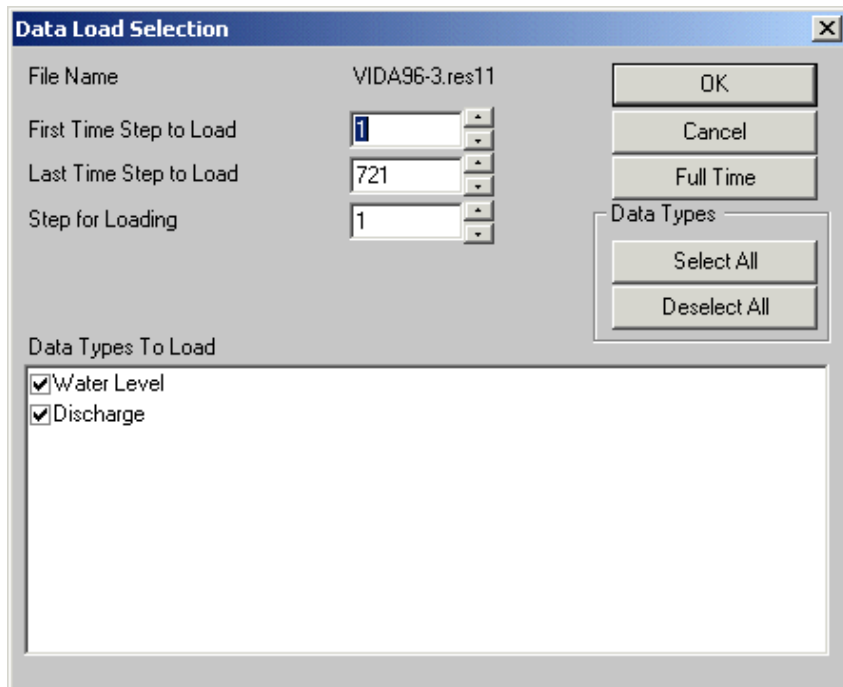 Data Load Selection
File Name VIDA96-3.res11
First Time Step to Load 1
Last Time Step to Load 721
Step for Loading 1
OK
Cancel
Full Time
Data Types
Select All
Deselect All
Data Types To Load
Water Level
Discharge